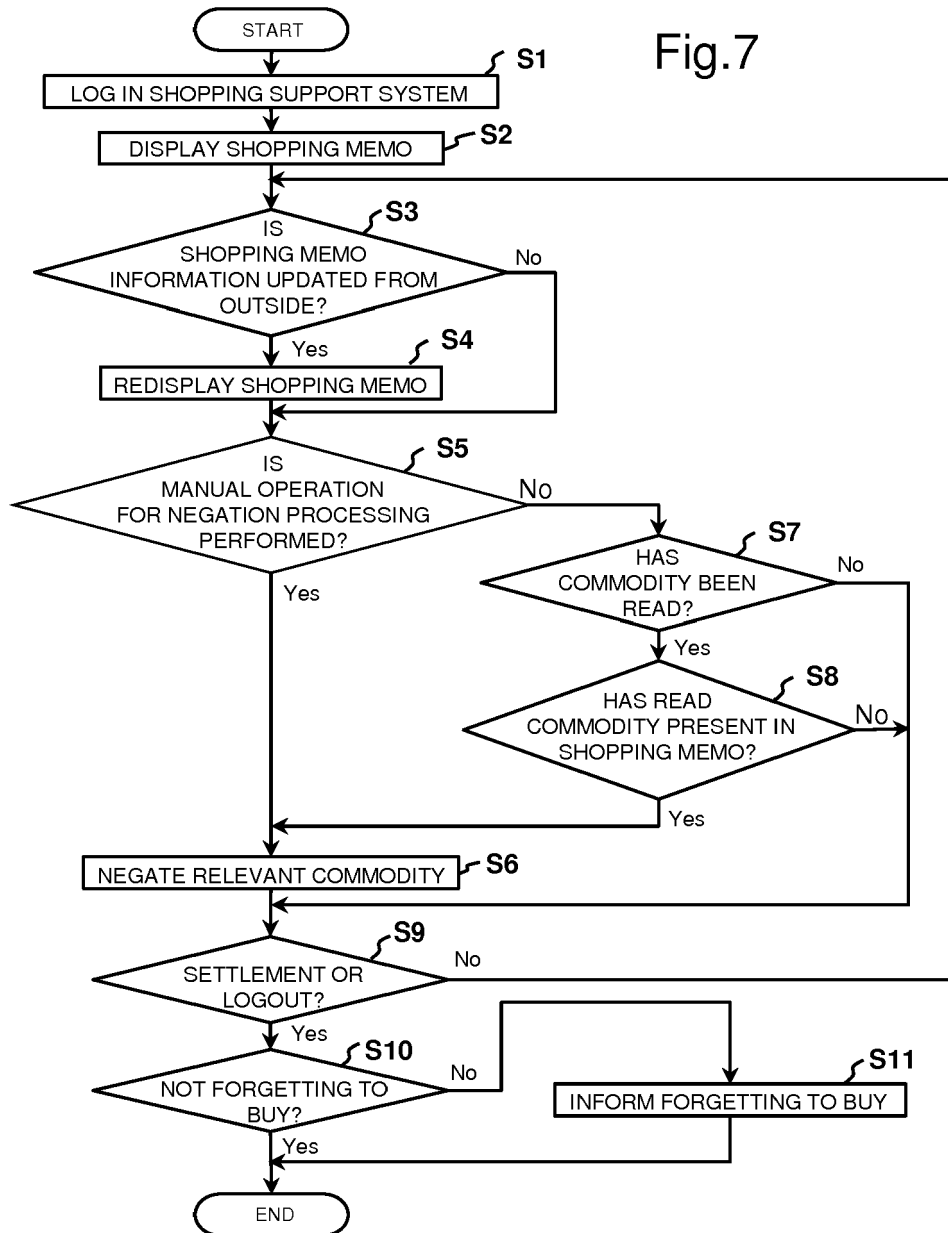 START
Fig.7
S1
LOG IN SHOPPING SUPPORT SYSTEM
S2
DISPLAY SHOPPING MEMO
S3
IS
SHOPPING MEMO
INFORMATION UPDATED FROM
OUTSIDE?
No
Yes
S4
REDISPLAY SHOPPING MEMO
S5
IS
MANUAL OPERATION
FOR NEGATION PROCESSING
PERFORMED?
No
Yes
S7
HAS
COMMODITY BEEN
READ?
No
Yes
S8
HAS READ
COMMODITY PRESENT IN
SHOPPING MEMO?
No
Yes
NEGATE RELEVANT COMMODITY
S6
S9
SETTLEMENT OR
LOGOUT?
No
Yes
S10
NOT FORGETTING TO
BUY?
No
Yes
S11
INFORM FORGETTING TO BUY
END